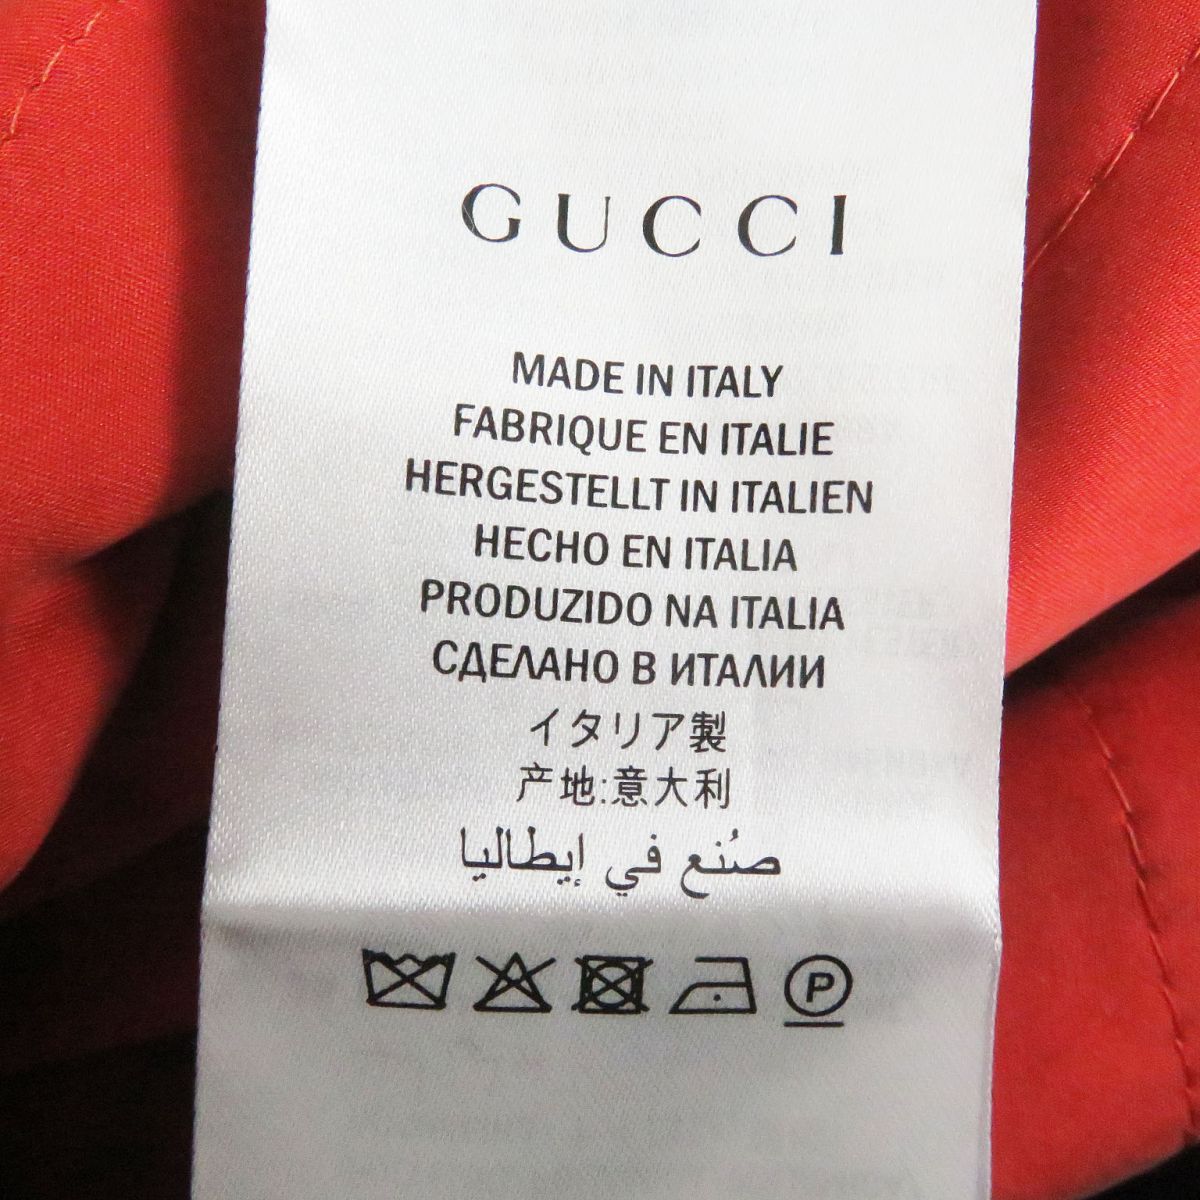 GUCCI
MADE IN ITALY
FABRIQUE EN ITALIE
HERGESTELLT IN ITALIEN
HECHO EN ITALIA
PRODUZIDO NA ITALIA
СДЕЛАНО В ИТАЛИИ
イタリア製
产地:意大利
صُنع في إيطاليا
P